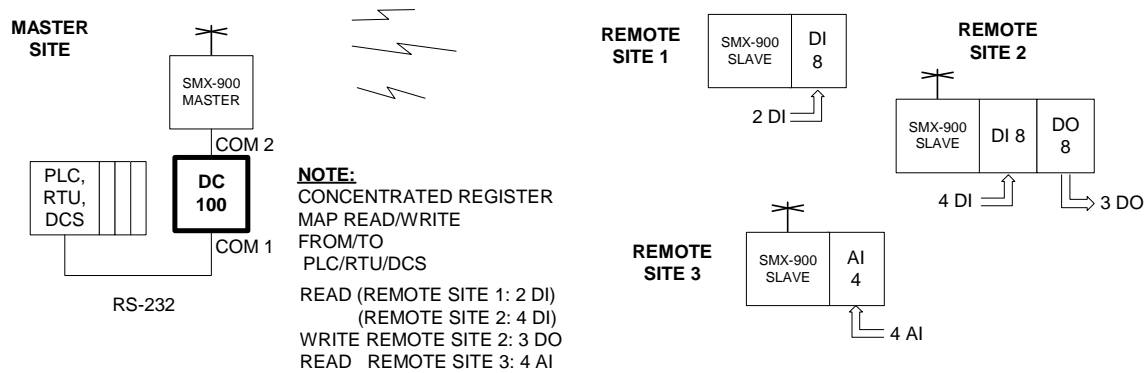 MASTER
SITE
SMX-900
MASTER
COM 2
PLC,
RTU,
DCS
DC
100
COM 1
RS-232
NOTE:
CONCENTRATED REGISTER
MAP READ/WRITE
FROM/TO
PLC/RTU/DCS
READ (REMOTE SITE 1: 2 DI)
(REMOTE SITE 2: 4 DI)
WRITE REMOTE SITE 2: 3 DO
READ REMOTE SITE 3: 4 AI
REMOTE
SITE 1
SMX-900
SLAVE
DI
8
2 DI
REMOTE
SITE 2
SMX-900
SLAVE
DI 8
DO
8
4 DI
3 DO
REMOTE
SITE 3
SMX-900
SLAVE
AI
4
4 AI